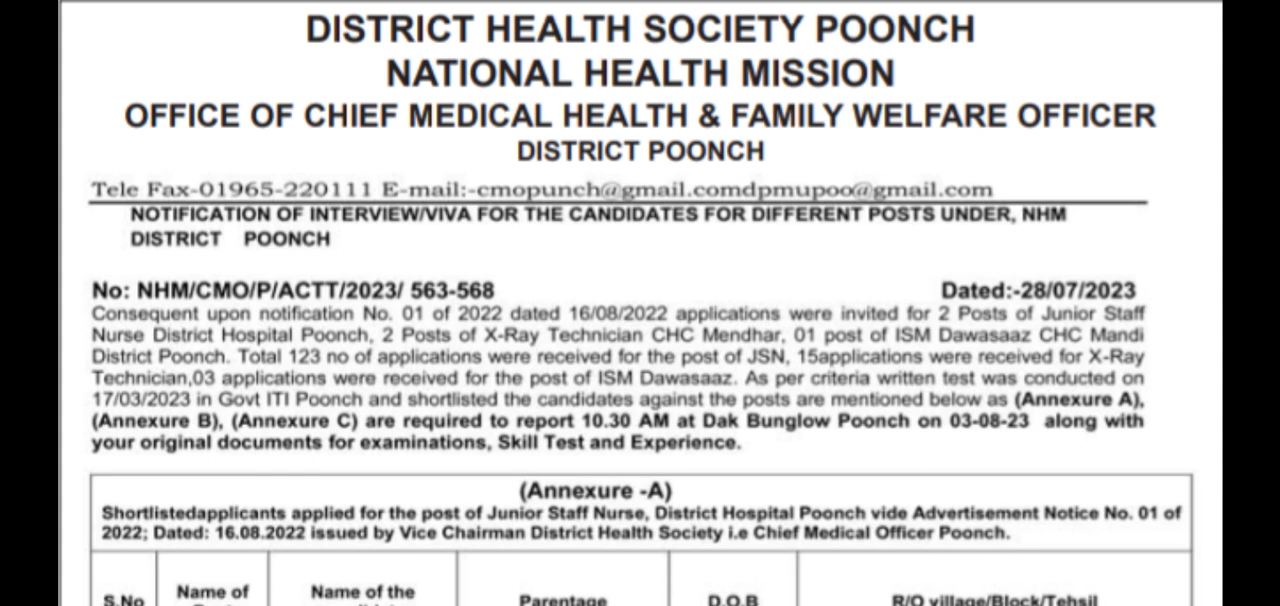 DISTRICT HEALTH SOCIETY POONCH
NATIONAL HEALTH MISSION
OFFICE OF CHIEF MEDICAL HEALTH & FAMILY WELFARE OFFICER
DISTRICT POONCH
Tele Fax-01965-220111 E-mail:-cmopunch@gmail.comdpmupoo@gmail.com
NOTIFICATION OF INTERVIEW/VIVA FOR THE CANDIDATES FOR DIFFERENT POSTS UNDER, NHM
DISTRICT POONCH
No: NHM/CMO/P/ACTT/2023/ 563-568 Dated:-28/07/2023
Consequent upon notification No. 01 of 2022 dated 16/08/2022 applications were invited for 2 Posts of Junior Staff
Nurse District Hospital Poonch, 2 Posts of X-Ray Technician CHC Mendhar, 01 post of ISM Dawasaaz CHC Mandi
District Poonch. Total 123 no of applications were received for the post of JSN, 15applications were received for X-Ray
Technician,03 applications were received for the post of ISM Dawasaaz. As per criteria written test was conducted on
17/03/2023 in Govt ITI Poonch and shortlisted the candidates against the posts are mentioned below as (Annexure A),
(Annexure B), (Annexure C) are required to report 10.30 AM at Dak Bunglow Poonch on 03-08-23 along with
your original documents for examinations, Skill Test and Experience.
(Annexure -A)
Shortlistedapplicants applied for the post of Junior Staff Nurse, District Hospital Poonch vide Advertisement Notice No. 01 of
2022; Dated: 16.08.2022 issued by Vice Chairman District Health Society i.e Chief Medical Officer Poonch.
S.No Name of Name of the Parentage D.O.B R/O village/Block/Tehsil